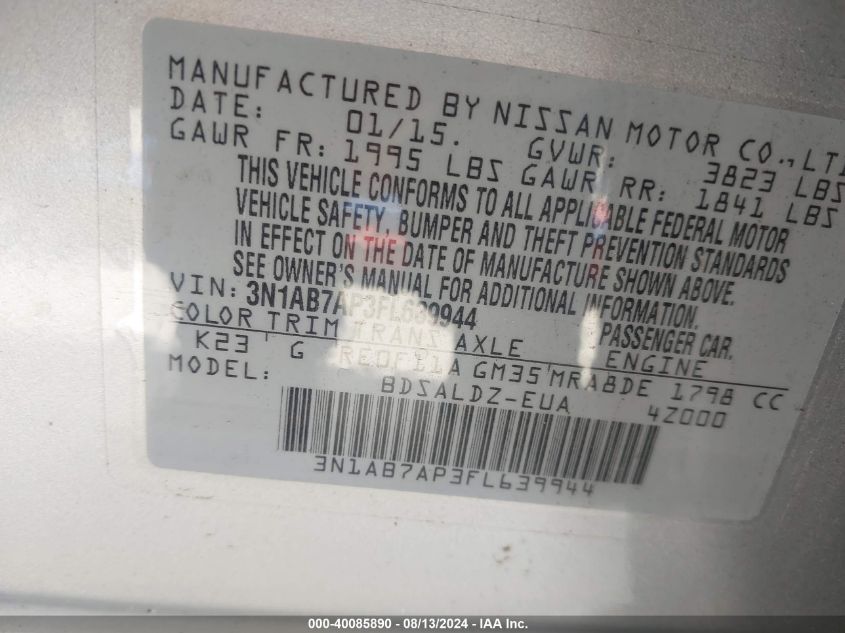 MANUFACTURED BY NISSAN MOTOR CO., LTD
DATE: 01/15. GVWR: 3823 LBS
GAWR FR: 1995 LBS GAWR RR: 1841 LBS
THIS VEHICLE CONFORMS TO ALL APPLICABLE FEDERAL MOTOR
VEHICLE SAFETY, BUMPER AND THEFT PREVENTION STANDARDS
IN EFFECT ON THE DATE OF MANUFACTURE SHOWN ABOVE.
SEE OWNER'S MANUAL FOR ADDITIONAL INFORMATION.
VIN: 3N1AB7AP3FL639944 PASSENGER CAR.
COLOR TRIM TRANS AXLE ENGINE
K23 G RE0F11A GM35 MRA8DE 1798 CC
MODEL: BDSALDZ-EUA 4Z000
3N1AB7AP3FL639944
000-40085890 - 08/13/2024 - IAA Inc.